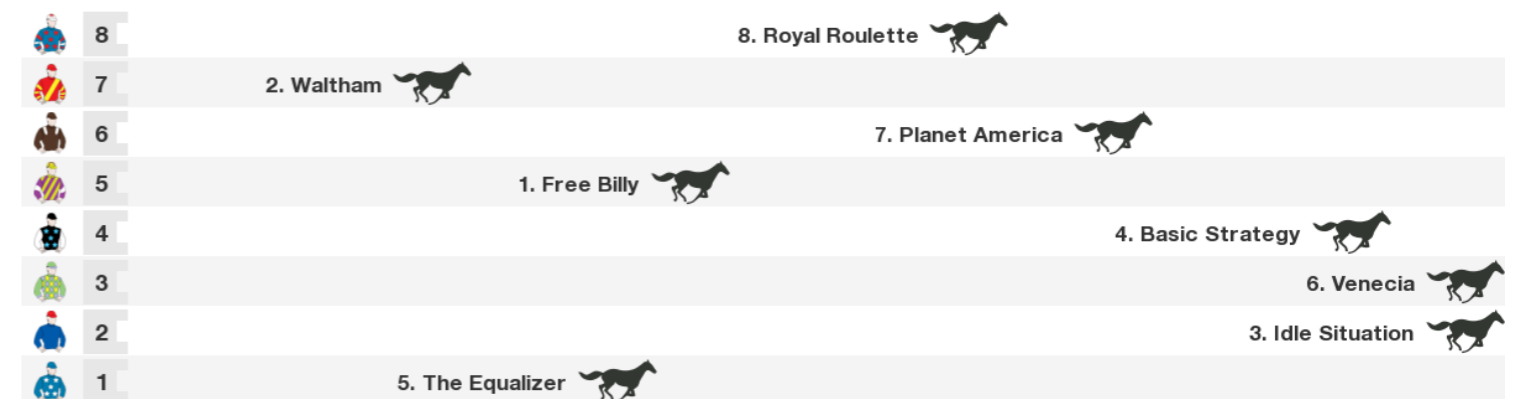 8 8. Royal Roulette
7 2. Waltham
6 7. Planet America
5 1. Free Billy
4 4. Basic Strategy
3 6. Venecia
2 3. Idle Situation
1 5. The Equalizer